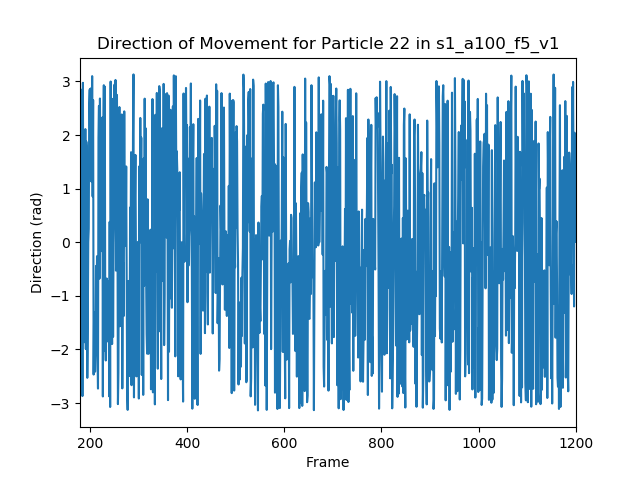 Direction of Movement for Particle 22 in s1_a100_f5_v1
3
2
1
0
−1
−2
−3
Direction (rad)
200 400 600 800 1000 1200
Frame